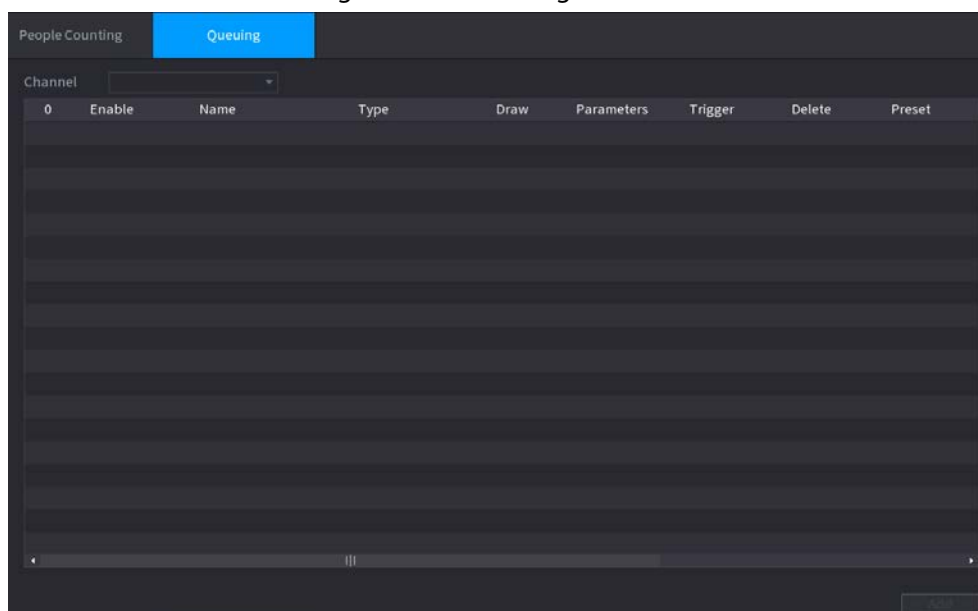 People Counting Queuing
Channel
0 Enable Name Type Draw Parameters Trigger Delete Preset